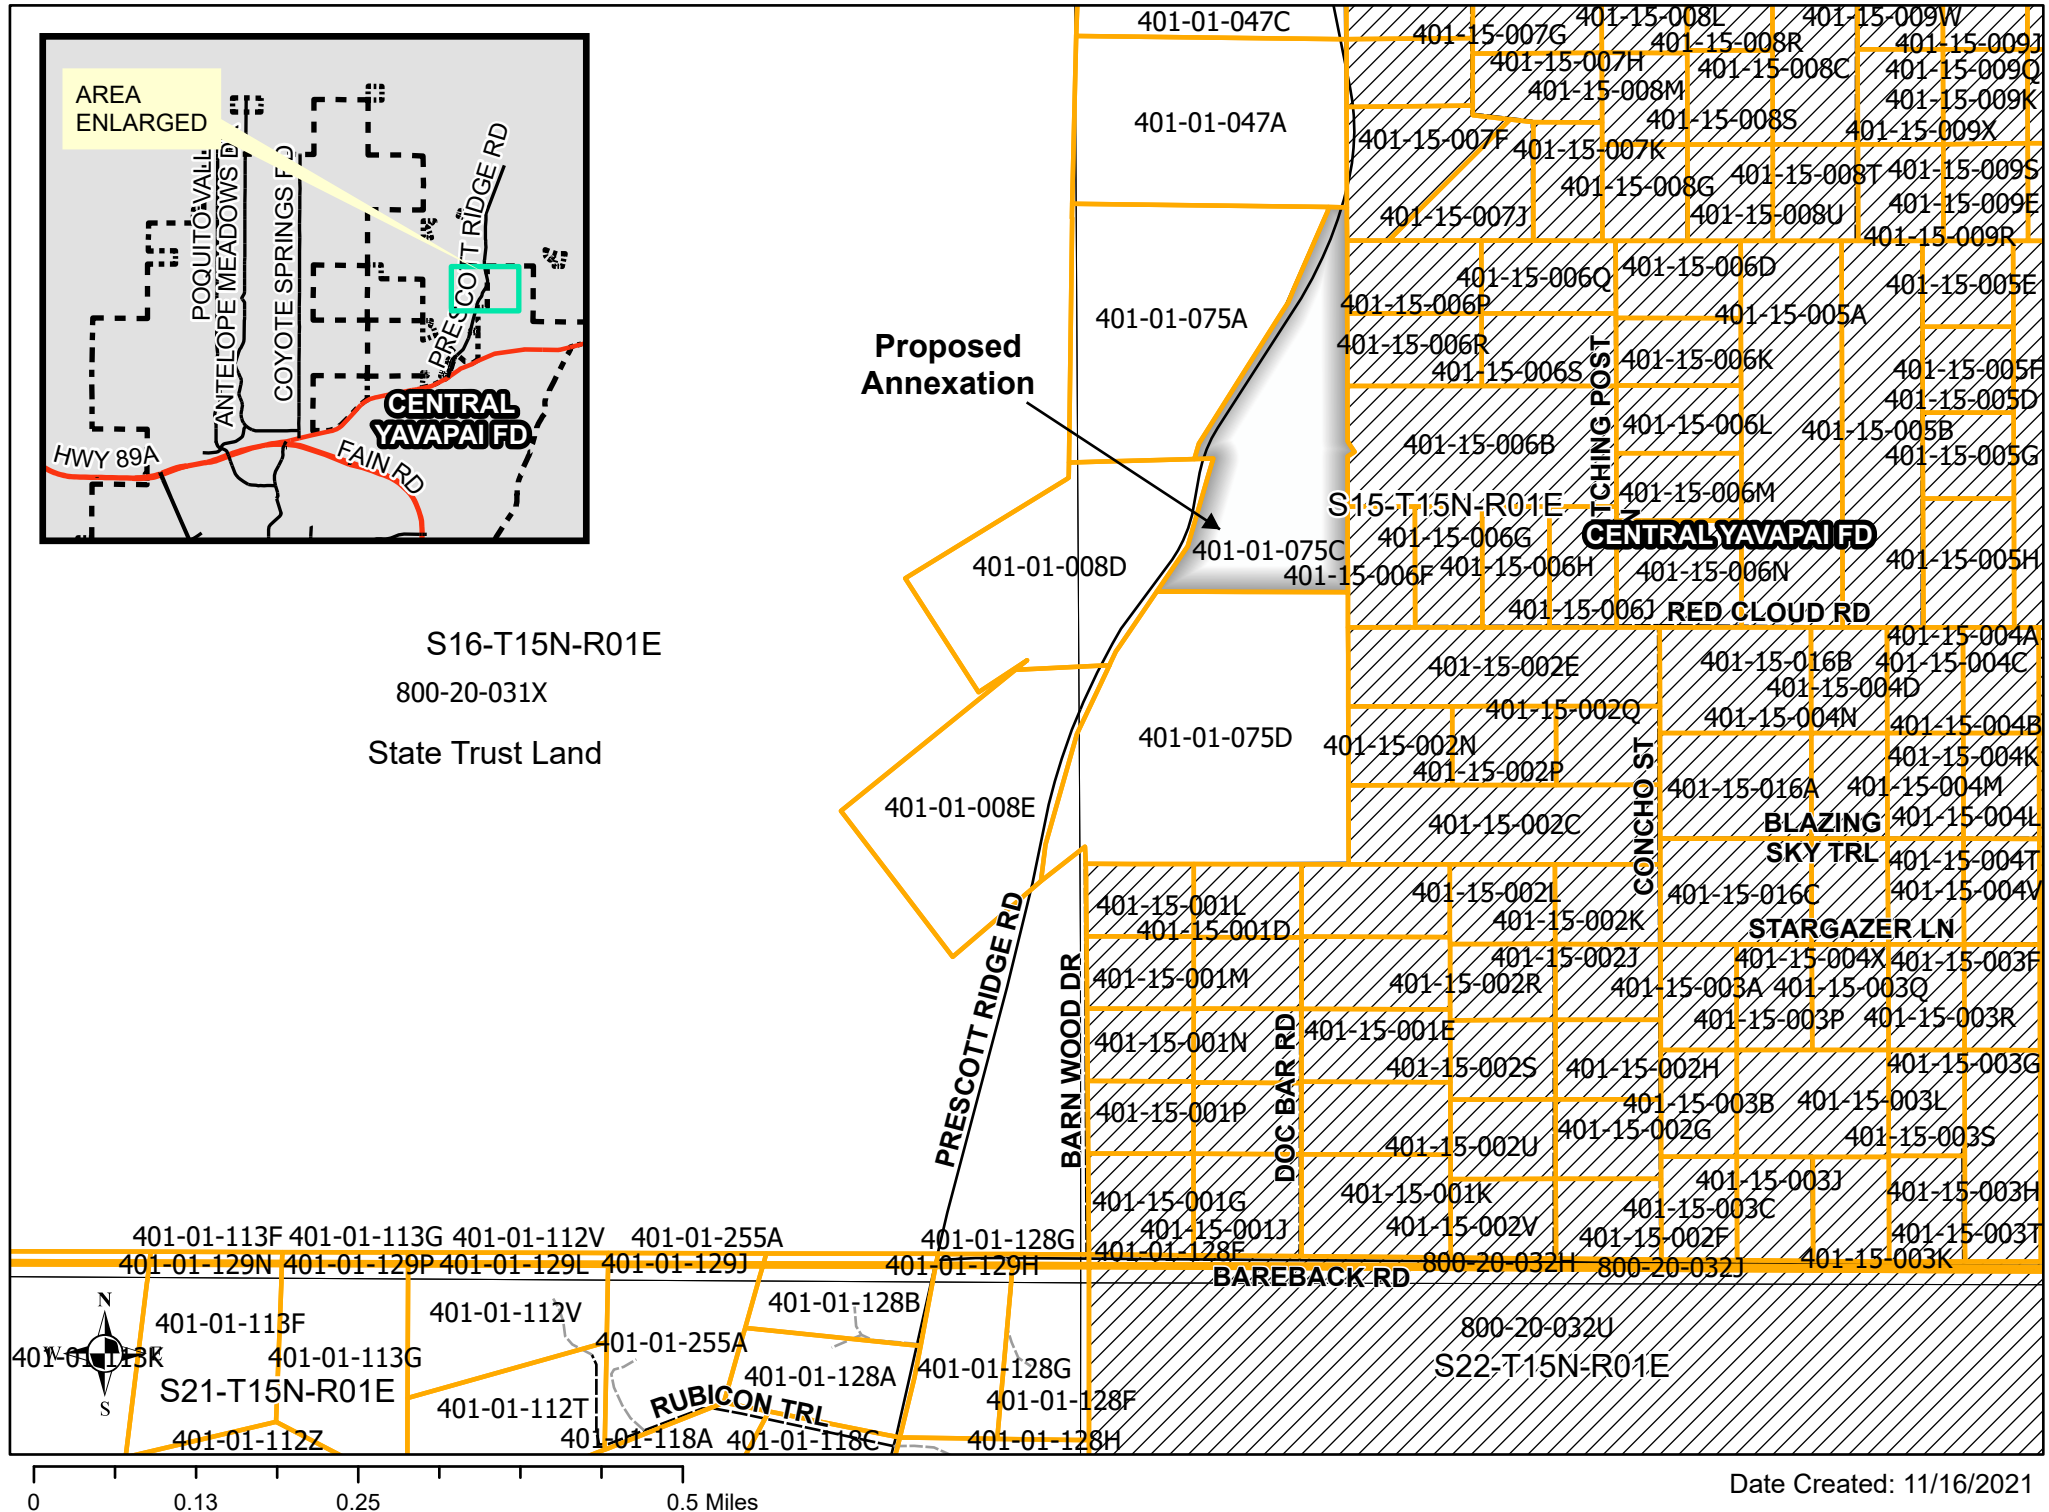 401-01-047C
401-15-007G
401-15-008L
401-15-009W
401-15-008R
401-15-009J
401-15-007H
401-15-008C
401-15-009Q
401-15-008M
401-15-009K
401-01-047A
401-15-008S
401-15-009X
401-15-007F
401-15-007K
401-15-008G
401-15-008T
401-15-009S
401-15-007J
401-15-008U
401-15-009E
401-15-009R
AREA
ENLARGED
POQUITO VALL
ANTELOPE MEADOWS D
COYOTE SPRINGS RD
PRESCOTT RIDGE RD
CENTRAL
YAVAPAI FD
HWY 89A
FAIN RD
401-15-006Q
401-15-006D
401-15-005E
401-15-006P
401-15-005A
401-01-075A
Proposed
Annexation
401-15-006R
401-15-006S
401-15-006K
401-15-005F
401-15-005D
TCHING POST
N
401-15-006B
401-15-006L
401-15-005B
401-15-005G
401-15-006M
S15-T15N-R01E
CENTRAL YAVAPAI FD
401-01-075C
401-15-006G
401-15-006F
401-15-006H
401-15-006N
401-15-005H
401-01-008D
401-15-006J
RED CLOUD RD
S16-T15N-R01E
800-20-031X
State Trust Land
401-15-002E
401-15-016B
401-15-004A
401-15-004C
401-15-004D
401-15-002Q
401-15-004N
401-15-004B
401-01-075D
401-15-002N
401-15-002P
401-15-004K
401-15-016A
401-15-004M
401-01-008E
401-15-002C
CONCHO ST
BLAZING
SKY TRL
401-15-004L
401-15-004T
401-15-016C
401-15-004V
401-15-001L
401-15-001D
401-15-002L
401-15-002K
STARGAZER LN
PRESCOTT RIDGE RD
BARN WOOD DR
DOC BAR RD
401-15-001M
401-15-002R
401-15-002J
401-15-004X
401-15-003F
401-15-003A
401-15-003Q
401-15-003P
401-15-003R
401-15-001N
401-15-001E
401-15-002S
401-15-002H
401-15-003G
401-15-001P
401-15-003B
401-15-003L
401-15-002U
401-15-002G
401-15-003S
401-15-001G
401-15-001K
401-15-003J
401-15-003H
401-15-001J
401-15-002V
401-15-003C
401-15-002F
401-15-003T
401-01-113F
401-01-113G
401-01-112V
401-01-255A
401-01-128G
401-01-128F
401-01-129N
401-01-129P
401-01-129L
401-01-129J
401-01-129H
BAREBACK RD
800-20-032H
800-20-032J
401-15-003K
N
W
E
S
401-01-113K
401-01-113F
401-01-113G
S21-T15N-R01E
401-01-112Z
401-01-112V
401-01-112T
401-01-255A
401-01-128B
401-01-128A
RUBICON TRL
401-01-118A
401-01-118C
401-01-128G
401-01-128F
401-01-128H
800-20-032U
S22-T15N-R01E
0
0.13
0.25
0.5 Miles
Date Created: 11/16/2021